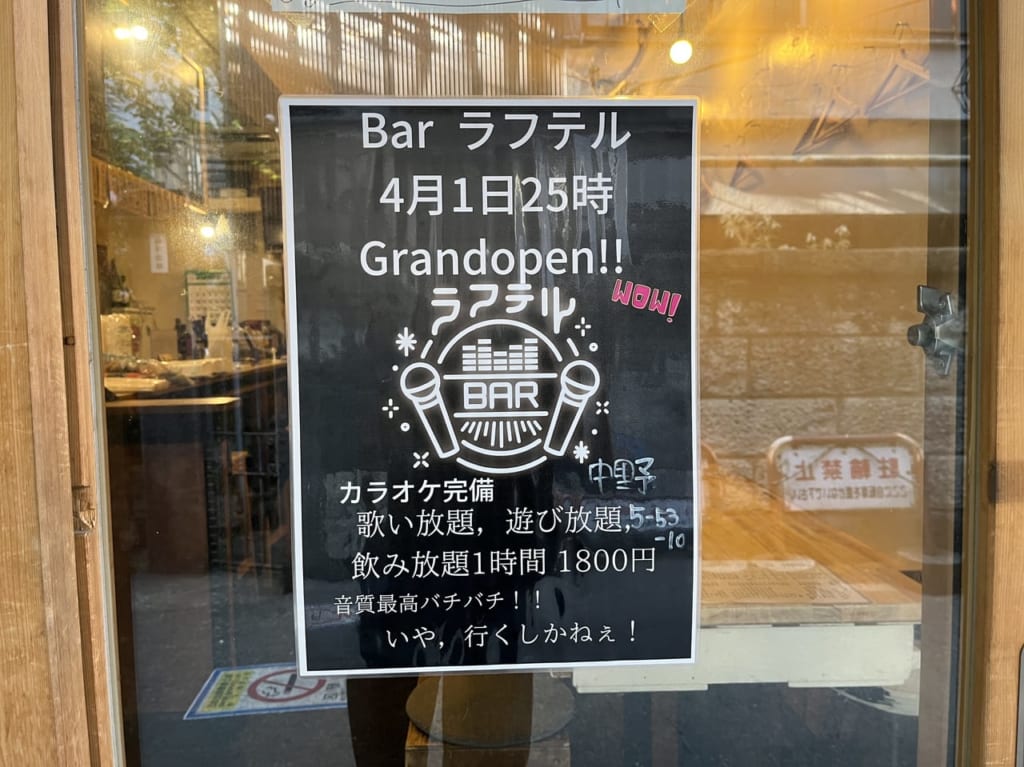 Bar ラフテル
4月1日25時
Grandopen!!
WOW!
ラフテル
BAR
中野
カラオケ完備
歌い放題，遊び放題，
5-53
-10
飲み放題1時間 1800円
音質最高バチバチ！！
いや，行くしかねぇ！
駐輪禁止